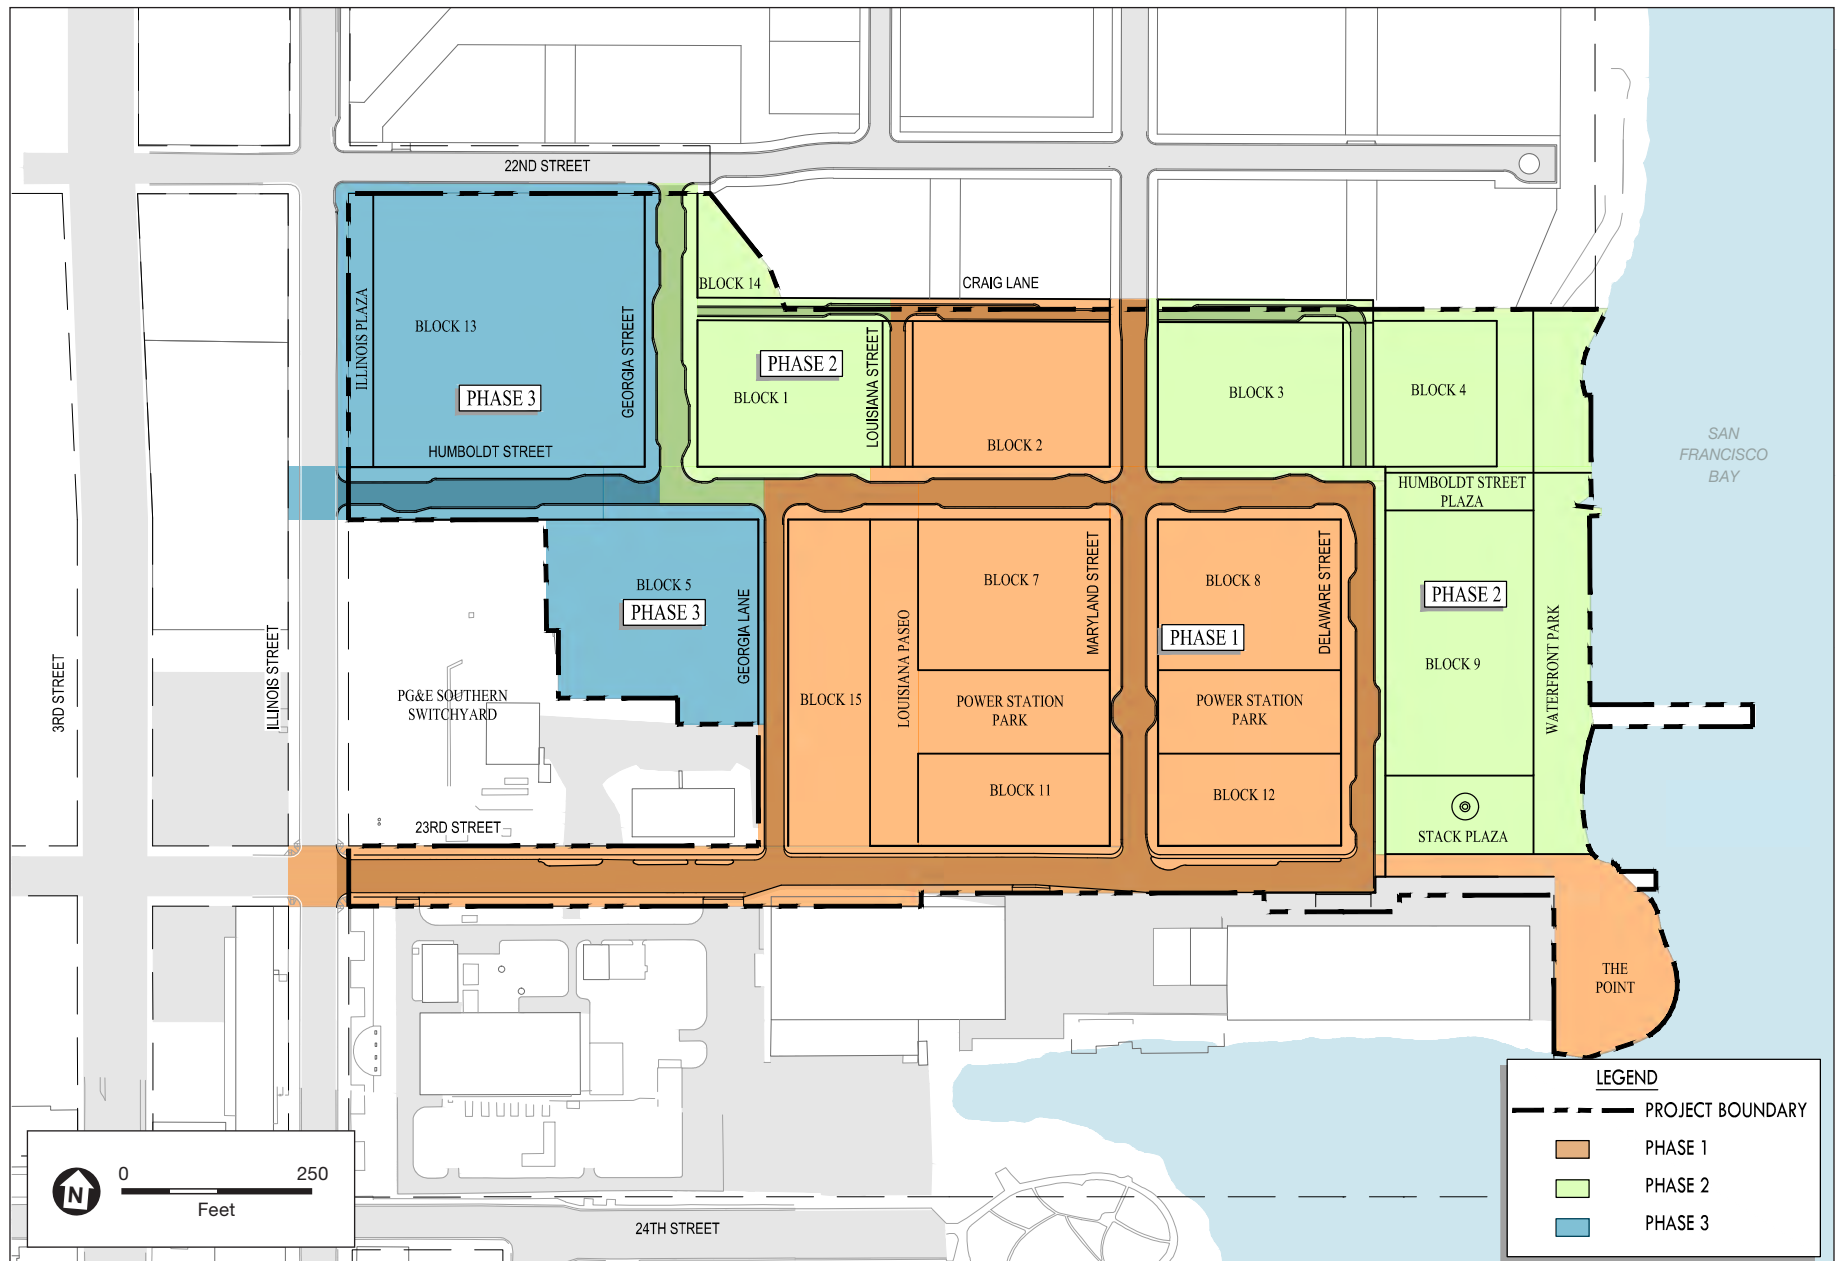 22ND STREET
CRAIG LANE
BLOCK 14
ILLINOIS PLAZA
BLOCK 13
GEORGIA STREET
PHASE 3
HUMBOLDT STREET
PHASE 2
BLOCK 1
LOUISIANA STREET
BLOCK 2
BLOCK 3
BLOCK 4
SAN
FRANCISCO
BAY
HUMBOLDT STREET
PLAZA
BLOCK 5
PHASE 3
GEORGIA LANE
BLOCK 7
MARYLAND STREET
BLOCK 8
DELAWARE STREET
PHASE 1
PHASE 2
BLOCK 9
WATERFRONT PARK
3RD STREET
ILLINOIS STREET
PG&E SOUTHERN
SWITCHYARD
BLOCK 15
LOUISIANA PASEO
POWER STATION
PARK
POWER STATION
PARK
BLOCK 11
BLOCK 12
STACK PLAZA
23RD STREET
THE
POINT
LEGEND
PROJECT BOUNDARY
PHASE 1
PHASE 2
PHASE 3
N
0 250
Feet
24TH STREET